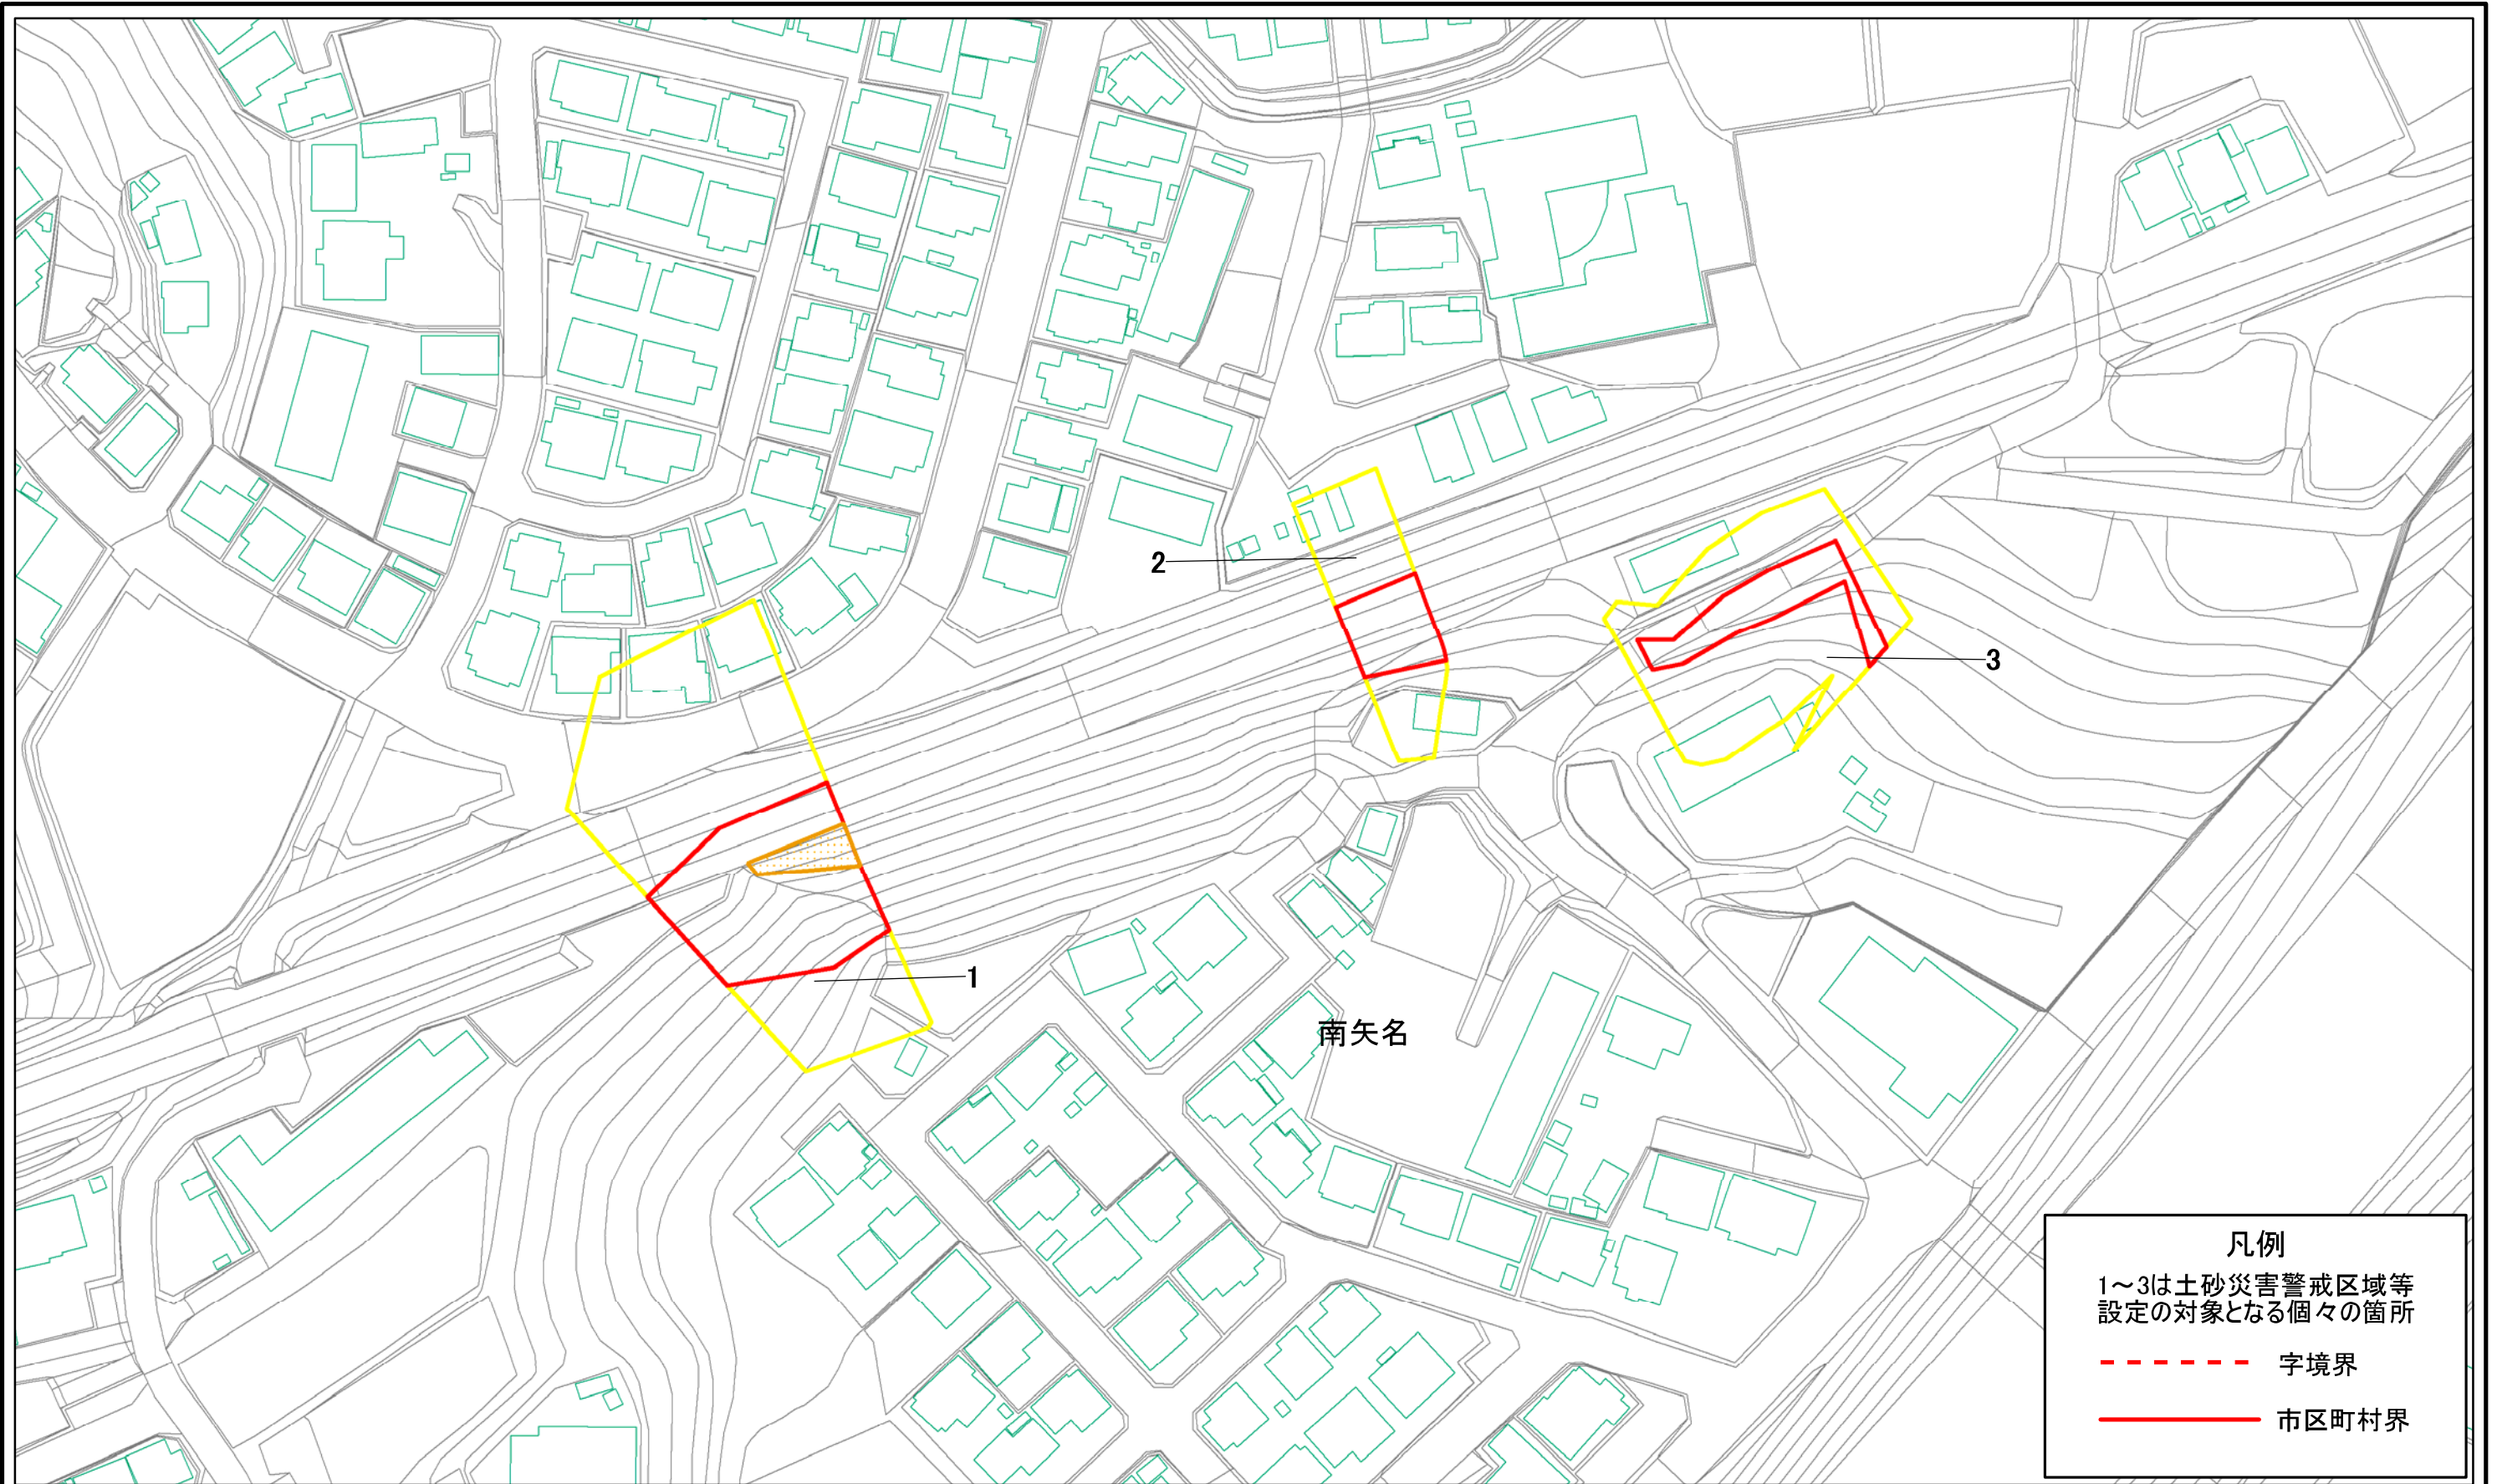 2
3
1
南矢名
凡例
1～3は土砂災害警戒区域等
設定の対象となる個々の箇所
字境界
市区町村界